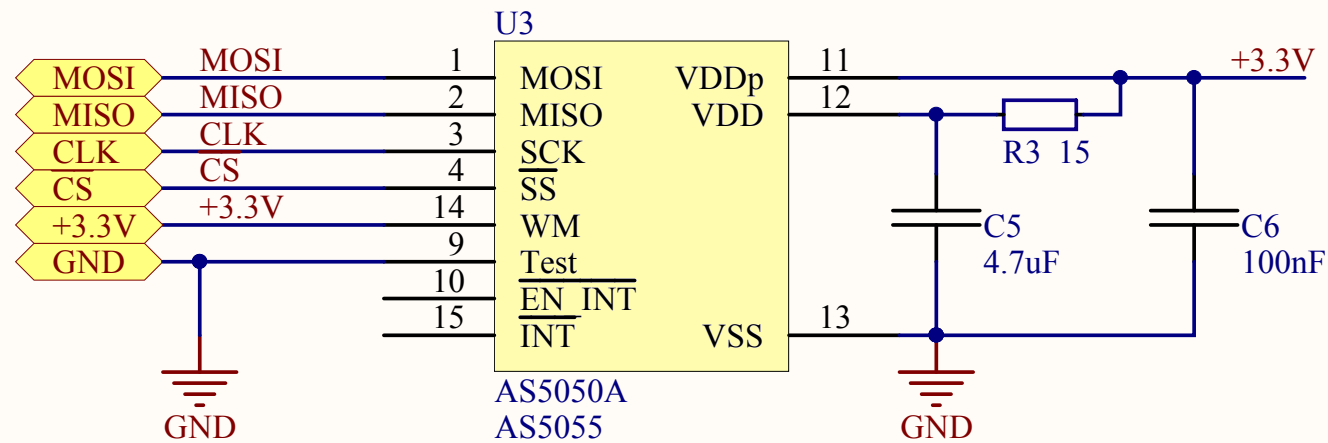 U3
MOSI MOSI 1 MOSI VDDp 11 +3.3V
MISO MISO 2 MISO VDD 12
CLK CLK 3 SCK R3 15
CS CS 4 SS
+3.3V +3.3V 14 WM C5 C6
GND 9 Test 4.7uF 100nF
10 EN_INT
15 INT VSS 13
AS5050A
GND AS5055 GND